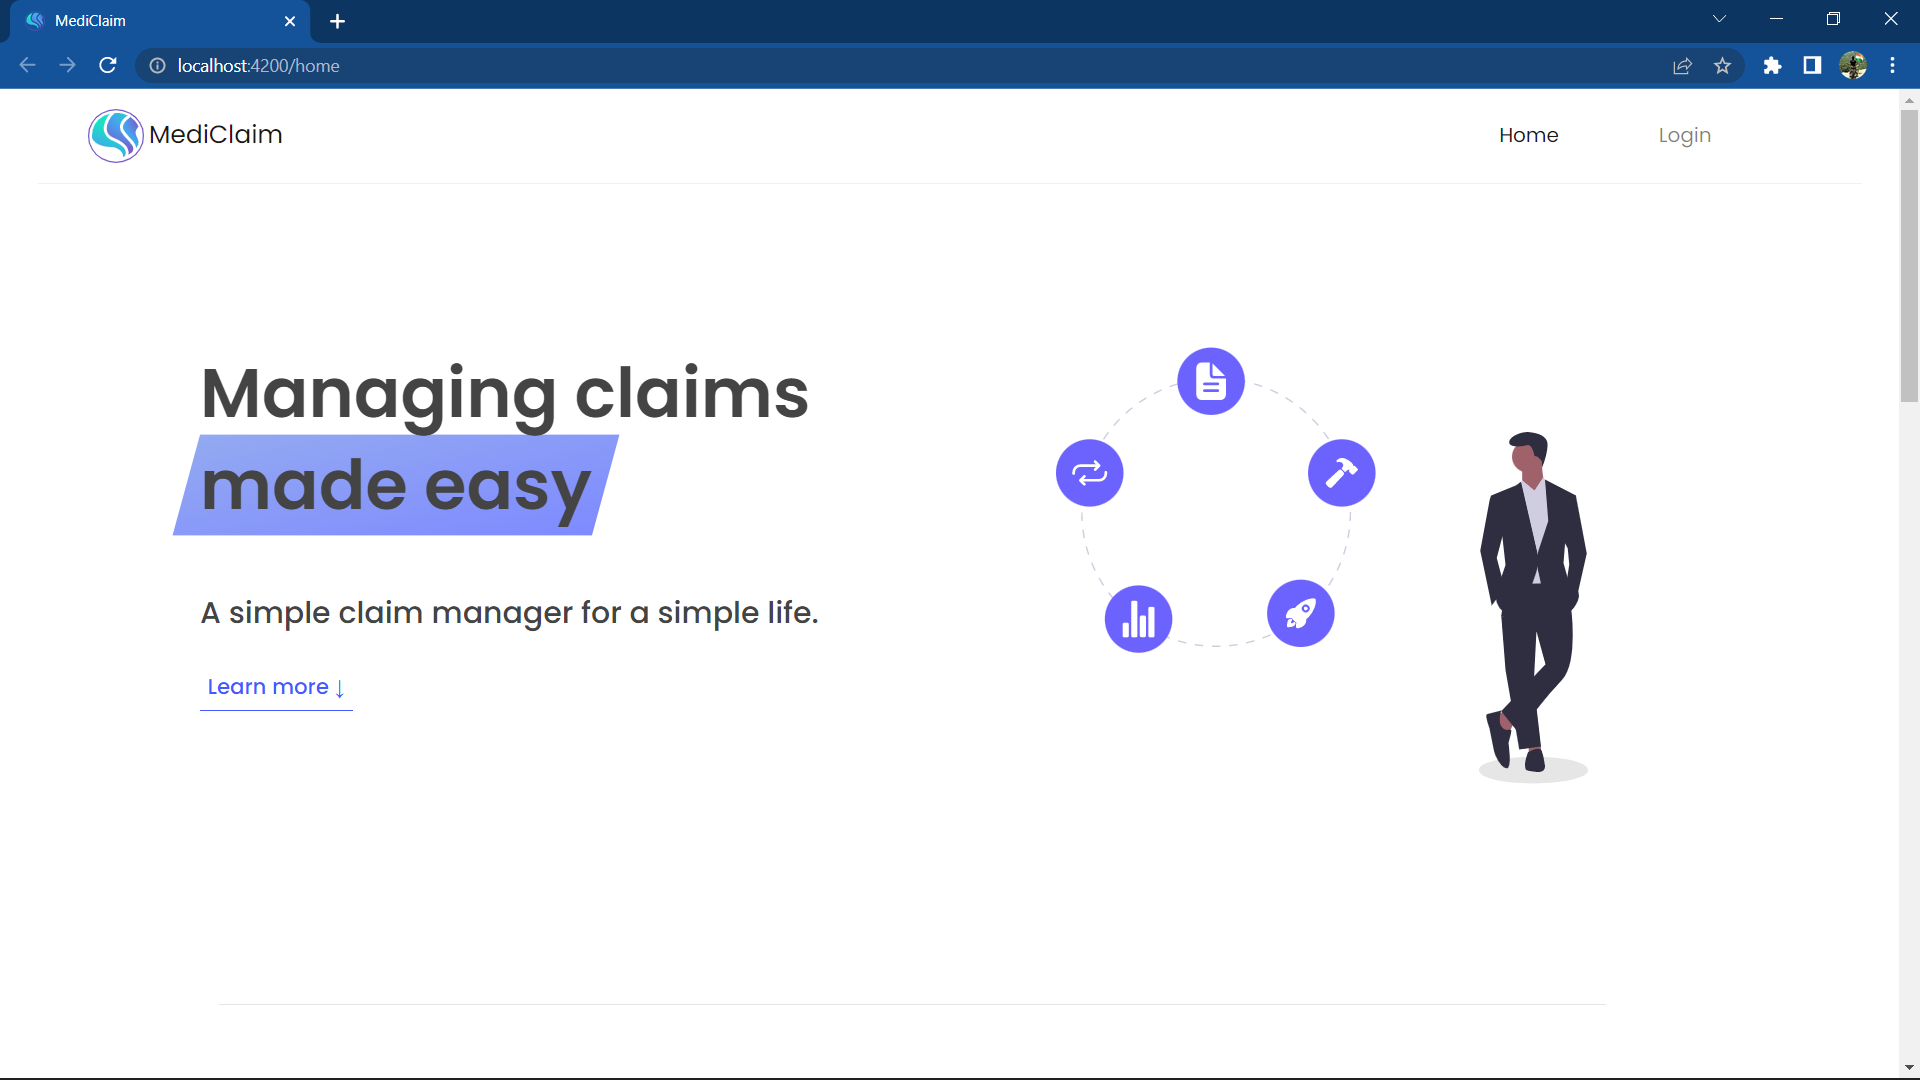 MediClaim
localhost:4200/home
MediClaim
Home
Login
Managing claims
made easy
A simple claim manager for a simple life.
Learn more ↓